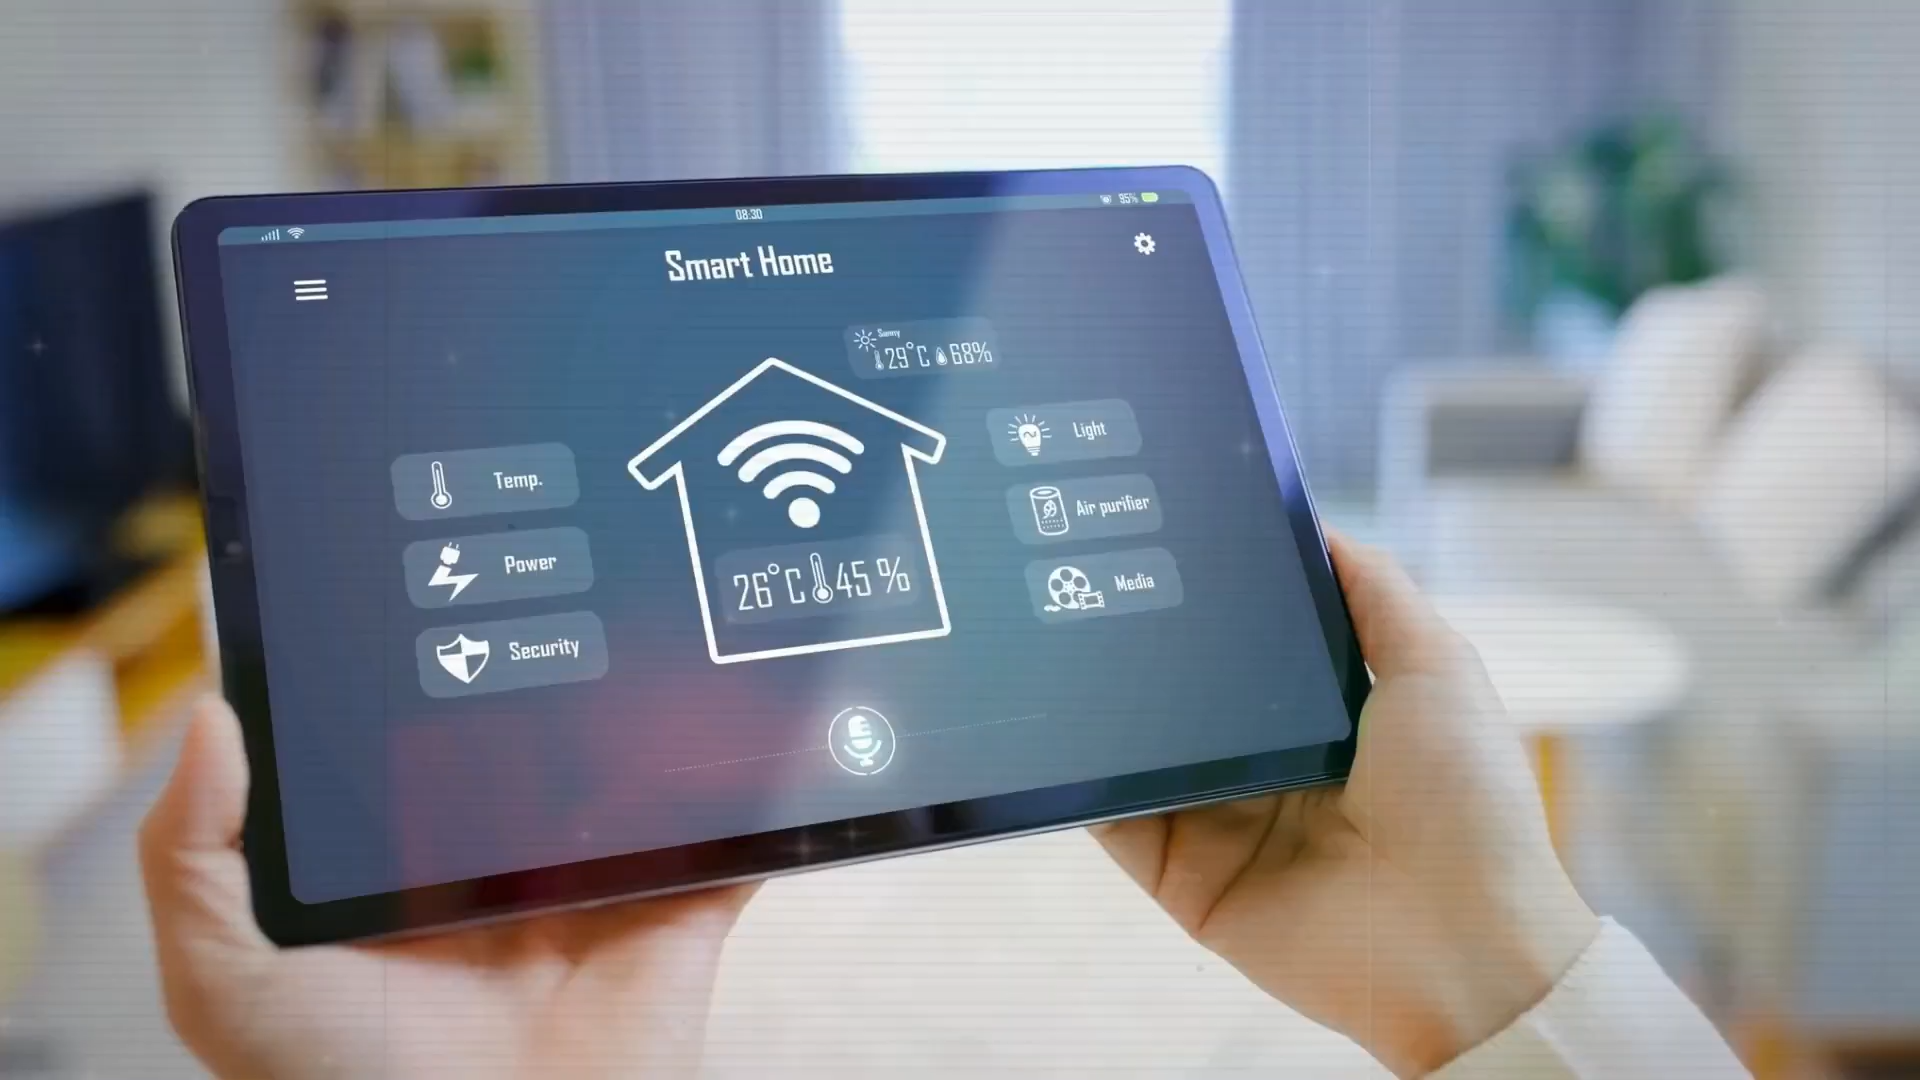 08:30
95%
Smart Home
Sunny
29°C 68%
Temp.
Power
Security
26°C 45 %
Light
Air purifier
Media